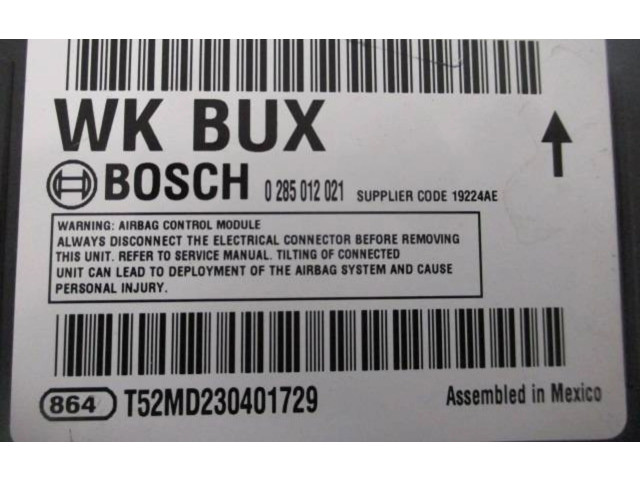 WK BUX
BOSCH 0 285 012 021 SUPPLIER CODE 19224AE
WARNING: AIRBAG CONTROL MODULE
ALWAYS DISCONNECT THE ELECTRICAL CONNECTOR BEFORE REMOVING
THIS UNIT. REFER TO SERVICE MANUAL. TILTING OF CONNECTED
UNIT CAN LEAD TO DEPLOYMENT OF THE AIRBAG SYSTEM AND CAUSE
PERSONAL INJURY.
864 T52MD230401729 Assembled in Mexico